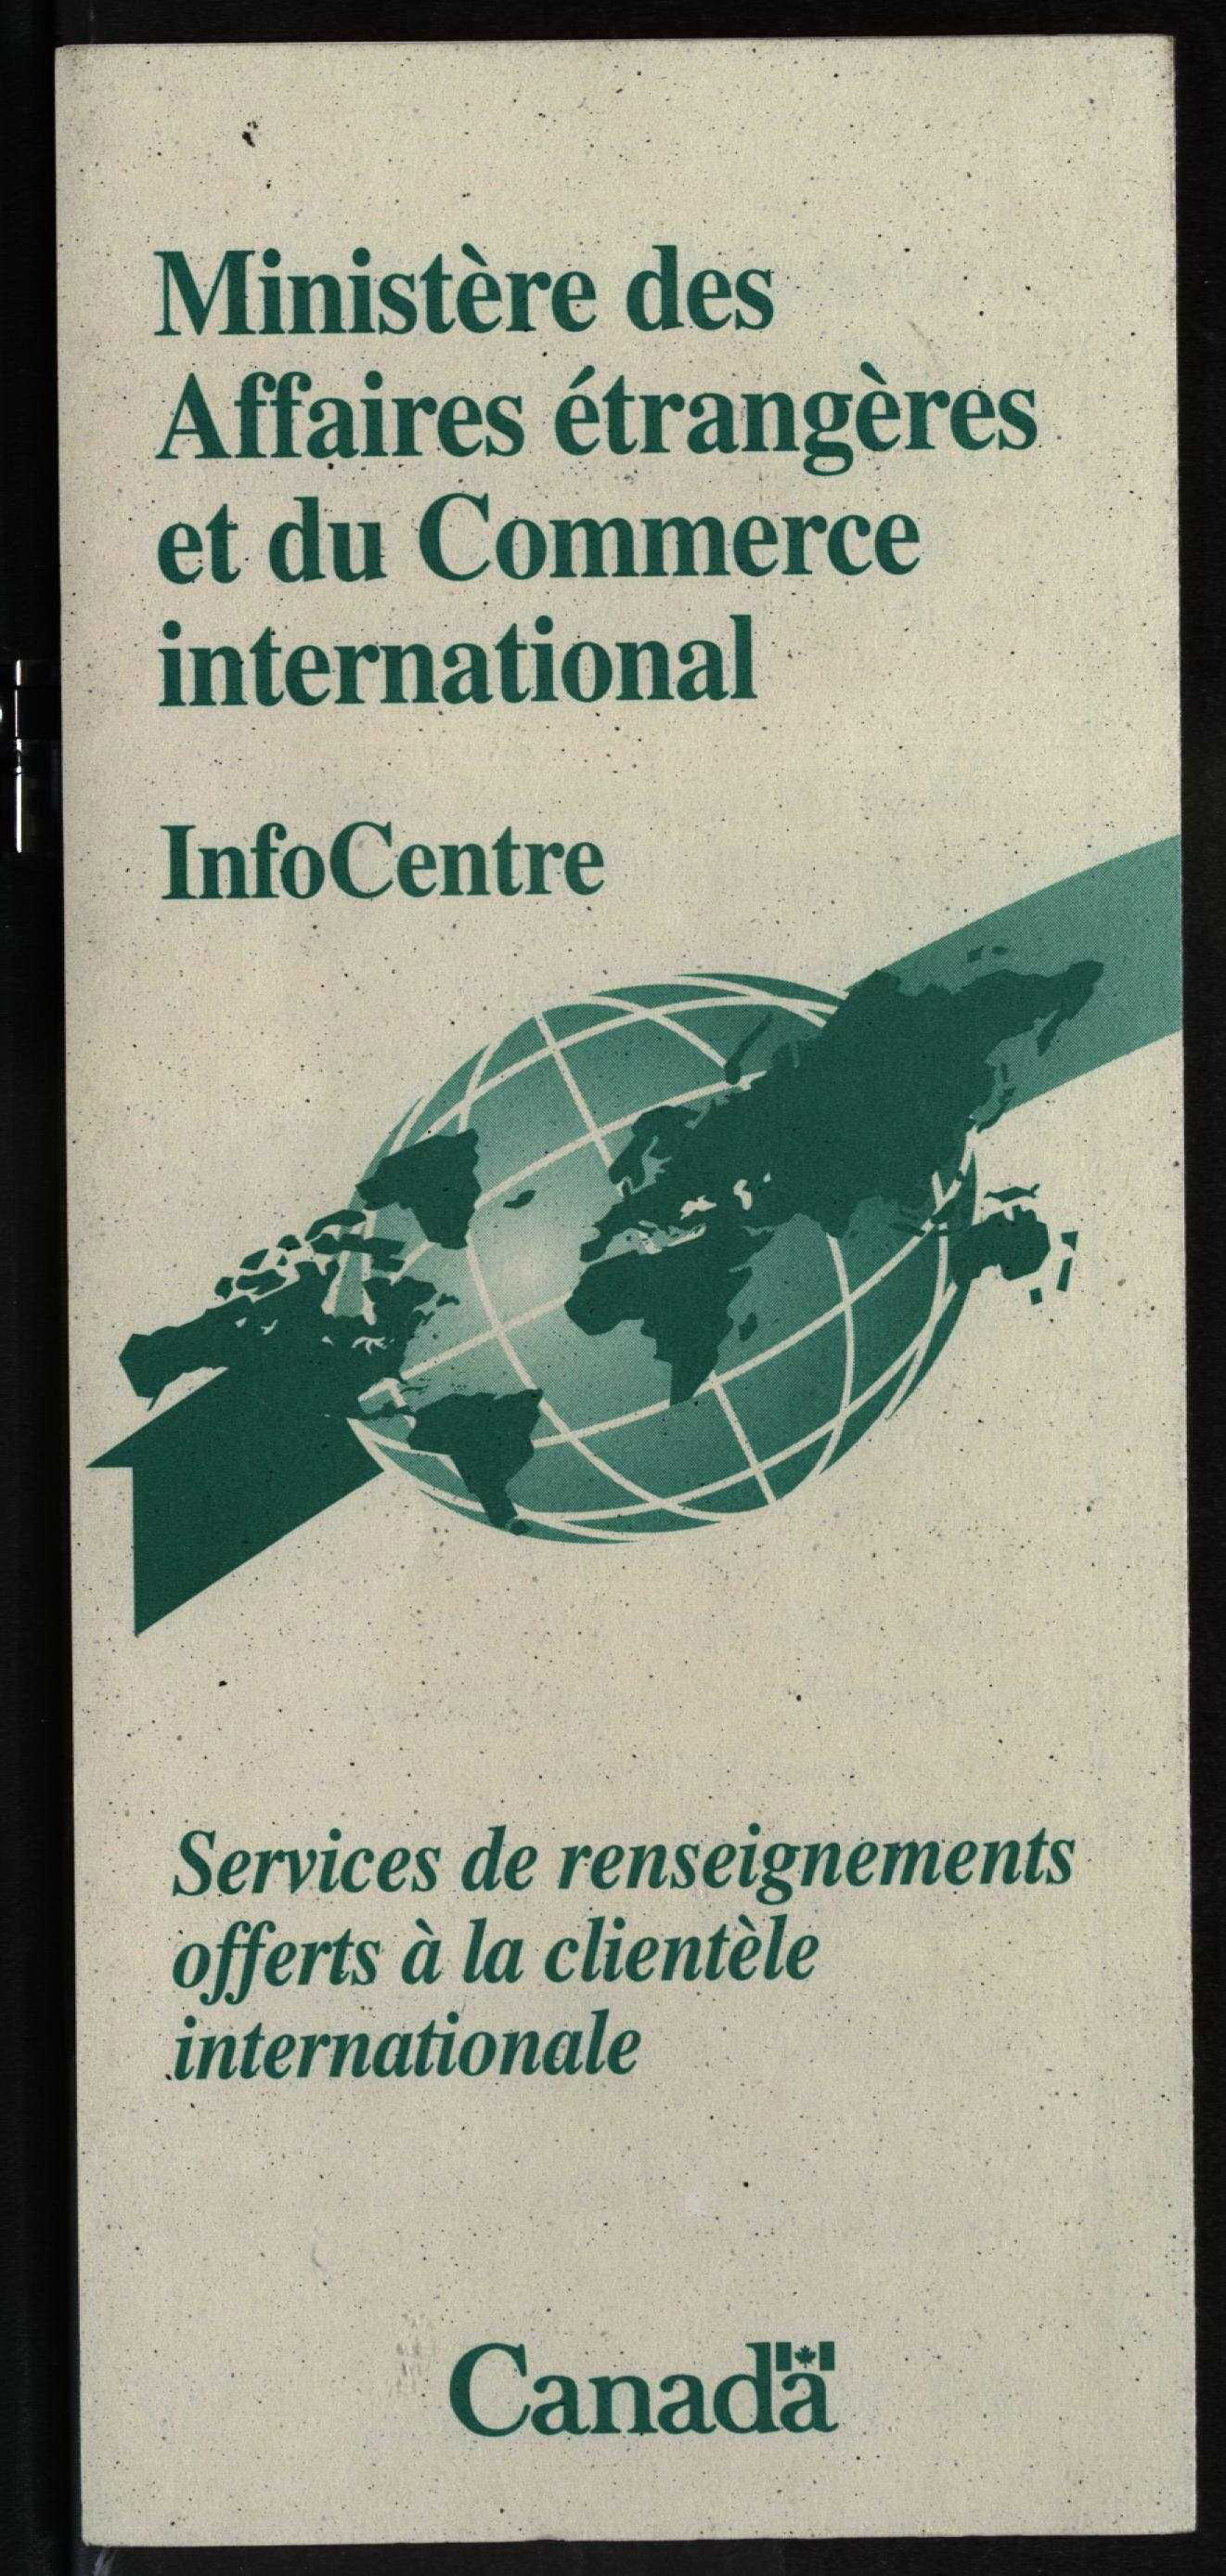 Ministère des
Affaires étrangères
et du Commerce
international
InfoCentre
Services de renseignements
offerts à la clientèle
internationale
Canada